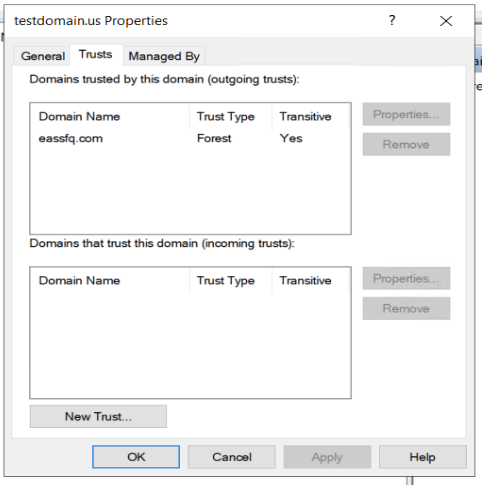 testdomain.us Properties
?
General Trusts Managed By
Domains trusted by this domain (outgoing trusts):
Domain Name Trust Type Transitive
eassfq.com Forest Yes
Properties...
Remove
Domains that trust this domain (incoming trusts):
Domain Name Trust Type Transitive
Properties...
Remove
New Trust...
OK Cancel Apply Help